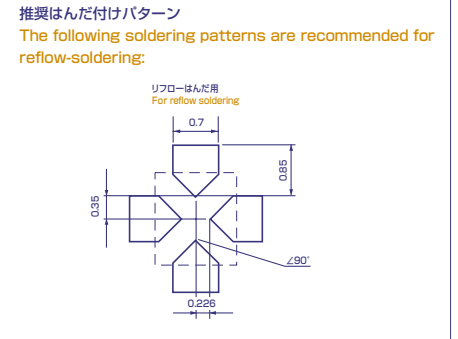 推奨はんだ付けパターン
The following soldering patterns are recommended for
reflow-soldering:
リフローはんだ用
For reflow soldering
0.7
0.85
0.35
∠90°
0.226